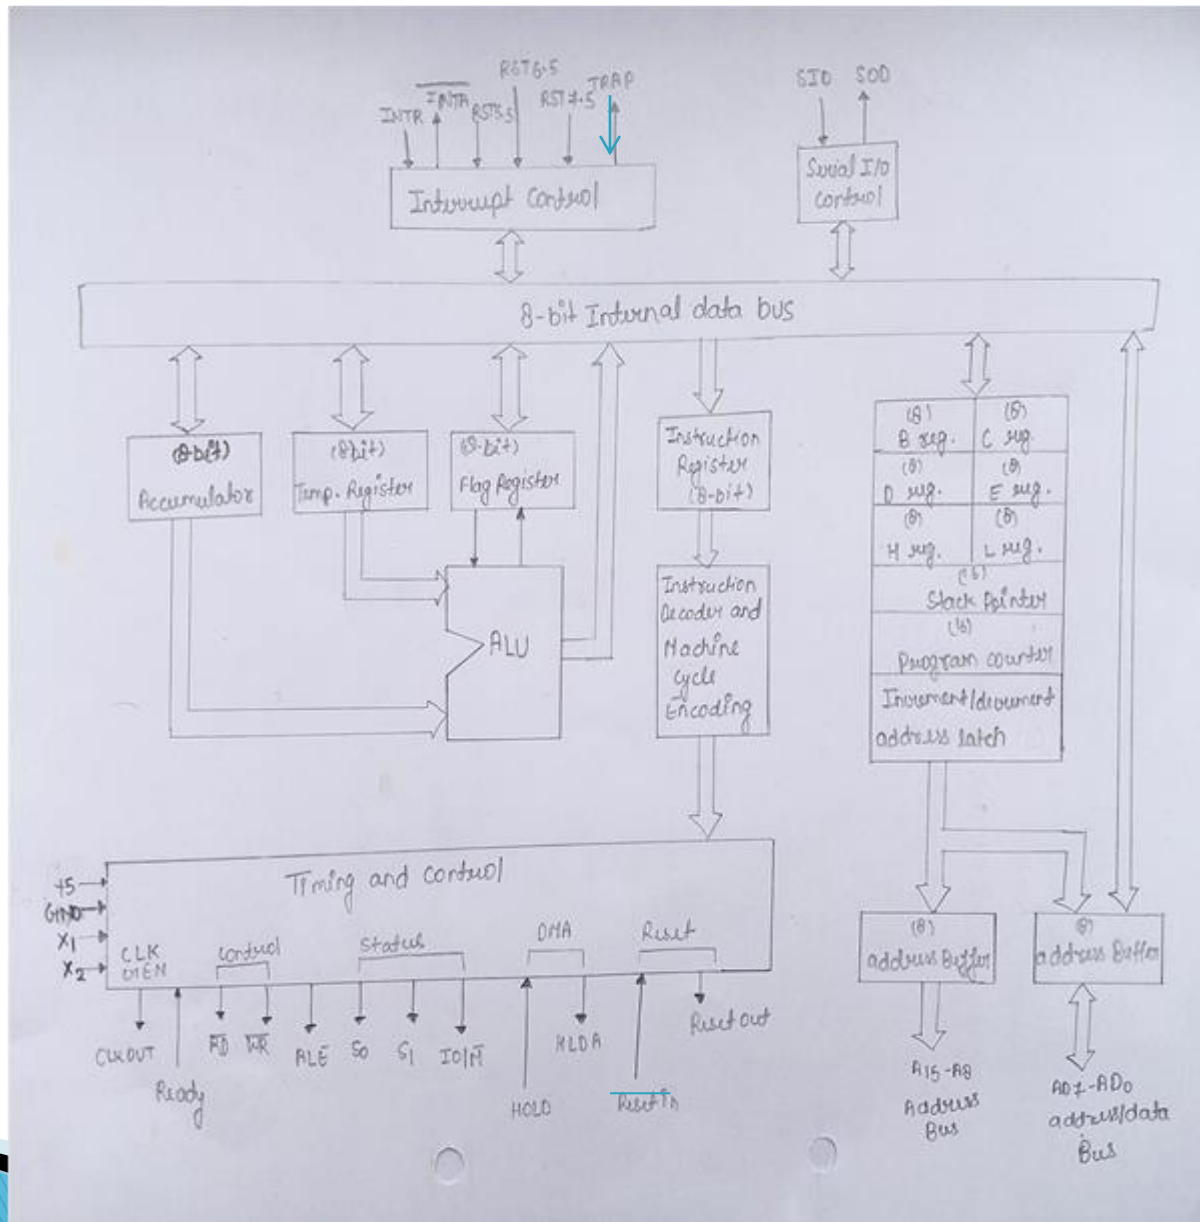 RST6.5
TRAP
INTR
INTA
RST5.5
RST7.5
SID
SOD
Interrupt Control
Serial I/O
control
8-bit Internal data bus
(8-bit)
Accumulator
(8bit)
Temp. Register
(8-bit)
Flag Register
Instruction
Register
(8-bit)
(8)
B reg.
(8)
C reg.
(8)
D reg.
(8)
E reg.
(8)
H reg.
(8)
L reg.
(16)
Stack Pointer
(16)
Program counter
Increment/decrement
address latch
ALU
Instruction
Decoder and
Machine
cycle
Encoding
Timing and control
+5
GND
X1
X2
CLK
GEN
control
Status
DMA
Reset
CLKOUT
Ready
RD
WR
ALE
S0
S1
IO/M
HOLD
HLDA
Reset In
Reset out
(8)
address Buffer
(8)
address Buffer
A15-A8
Address
Bus
AD7-AD0
address/data
Bus